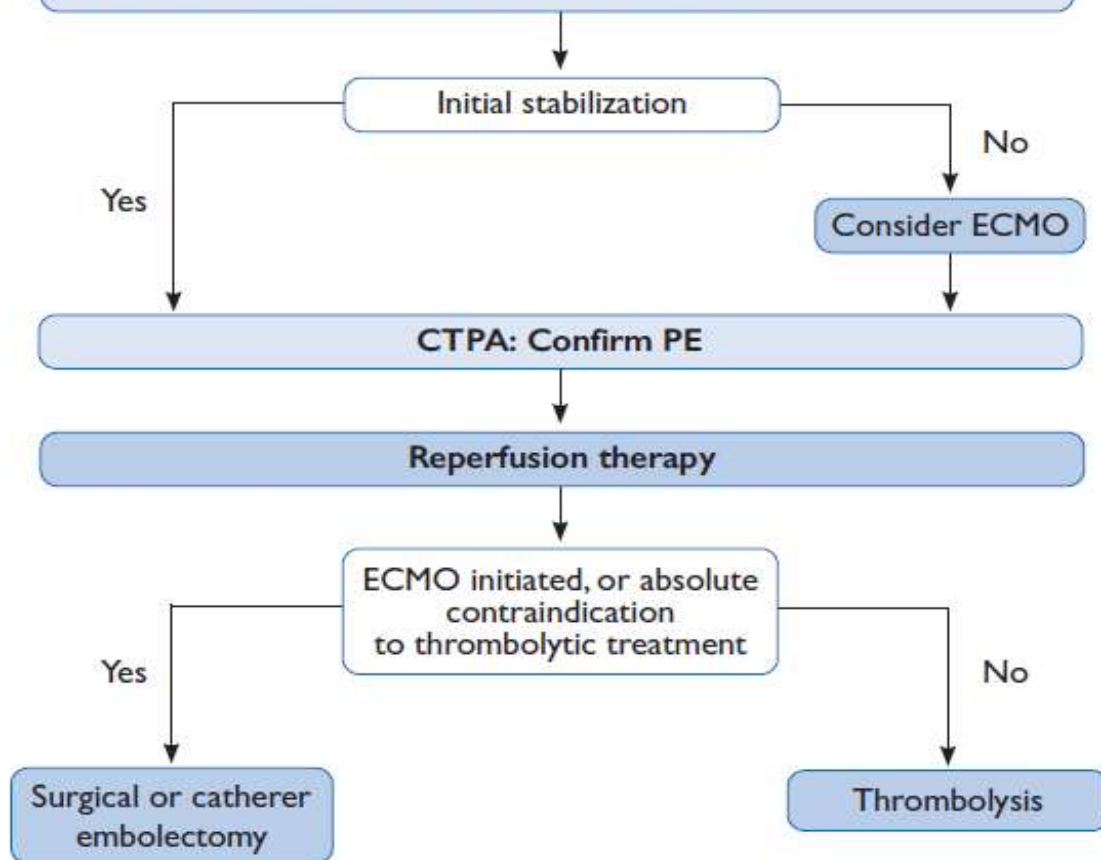 Initial stabilization
No
Yes
Consider ECMO
CTPA: Confirm PE
Reperfusion therapy
ECMO initiated, or absolute
contraindication
to thrombolytic treatment
Yes
No
Surgical or catherer
embolectomy
Thrombolysis